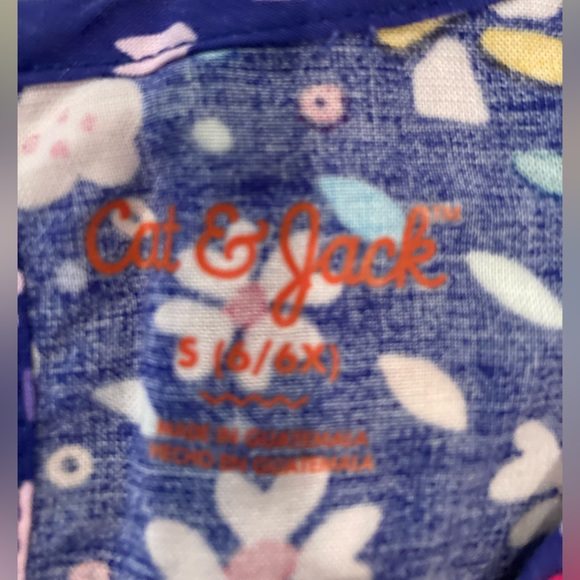 Cat & Jack™
S (6/6X)
MADE IN GUATEMALA
HECHO EN GUATEMALA